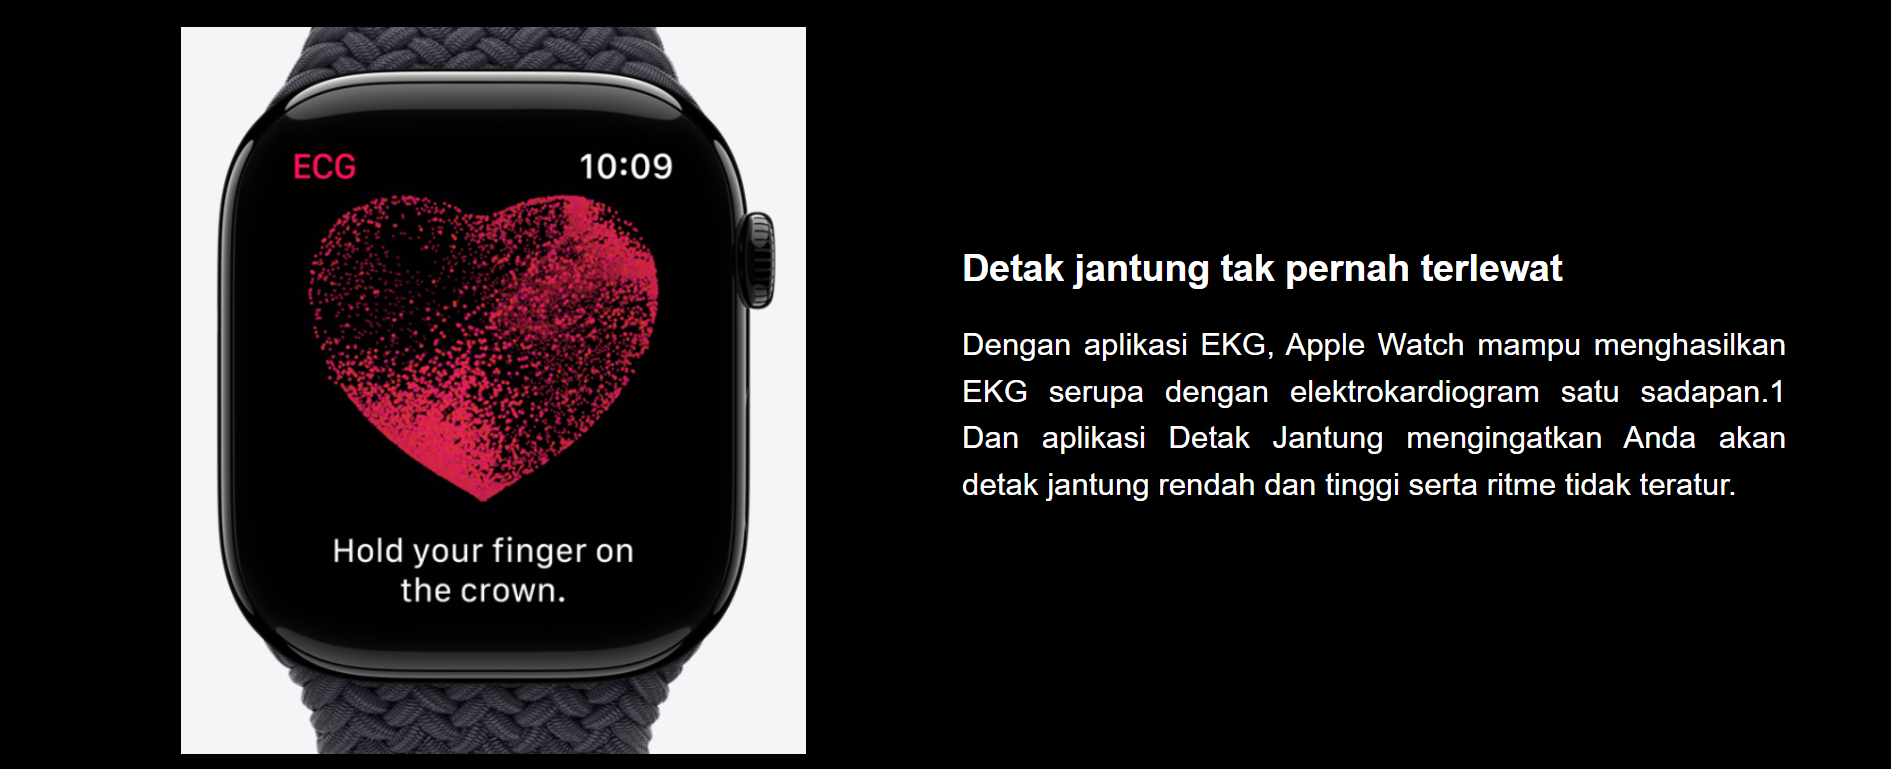 ECG 10:09
Hold your finger on
the crown.
Detak jantung tak pernah terlewat
Dengan aplikasi EKG, Apple Watch mampu menghasilkan
EKG serupa dengan elektrokardiogram satu sadapan.1
Dan aplikasi Detak Jantung mengingatkan Anda akan
detak jantung rendah dan tinggi serta ritme tidak teratur.